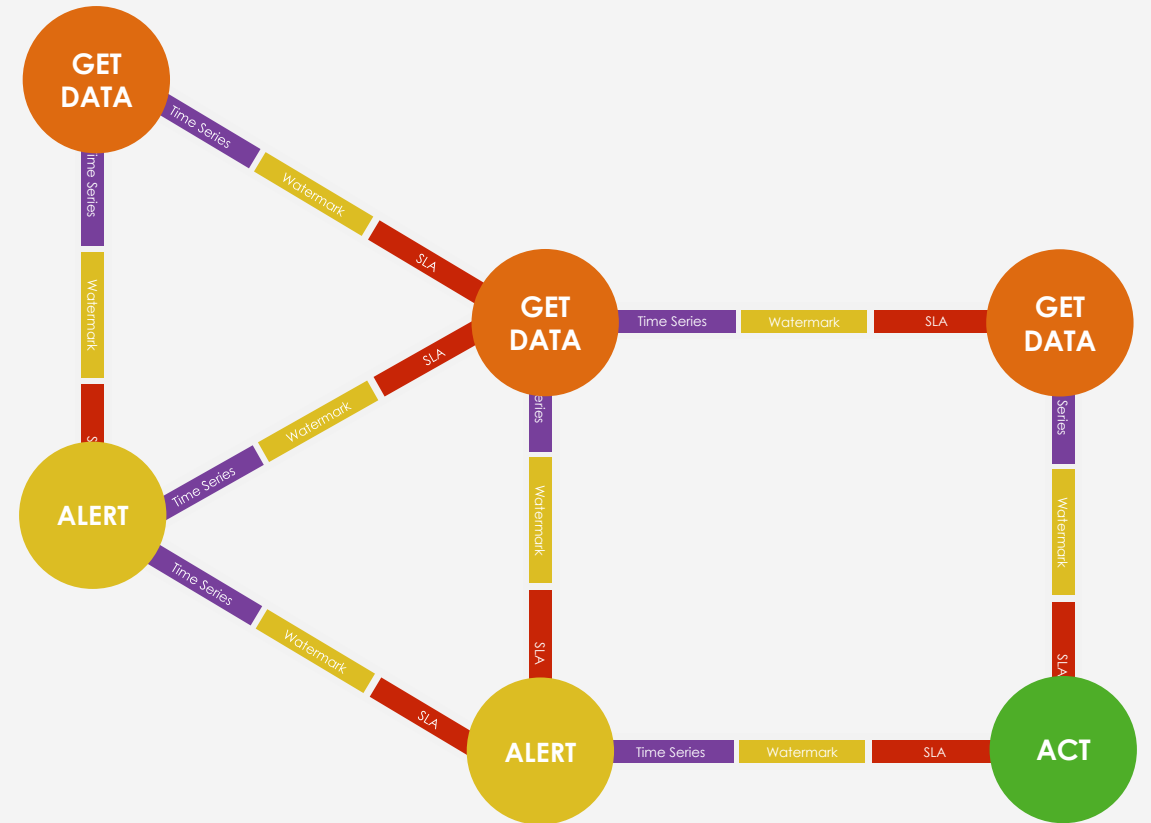 GET
DATA
Time Series
Watermark
SLA
ime Series
Watermark
S
GET
DATA
Time Series
Watermark
SLA
GET
DATA
Time Series
Watermark
SLA
ALERT
Time Series
Watermark
SLA
eries
Watermark
SLA
Series
Watermark
SLA
ALERT
Time Series
Watermark
SLA
ACT